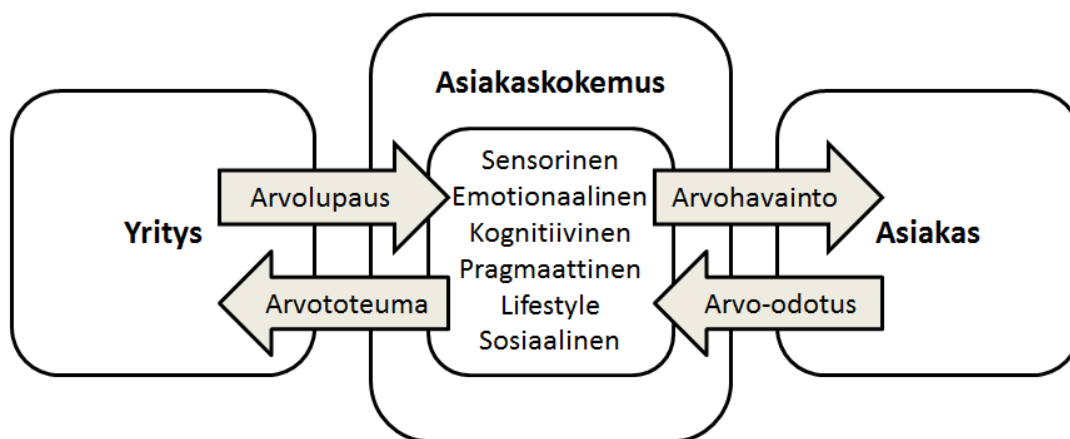 Asiakaskokemus
Yritys
Arvolupaus
Arvototeuma
Sensorinen
Emotionaalinen
Kognitiivinen
Pragmaattinen
Lifestyle
Sosiaalinen
Arvohavainto
Arvo-odotus
Asiakas